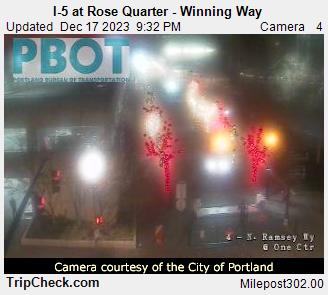 I-5 at Rose Quarter - Winning Way
Updated Dec 17 2023 9:32 PM Camera 4
PBOT
PORTLAND BUREAU OF TRANSPORTATION
4 - N. Ramsey Wy
@ One Ctr
Camera courtesy of the City of Portland
TripCheck.com Milepost302.00